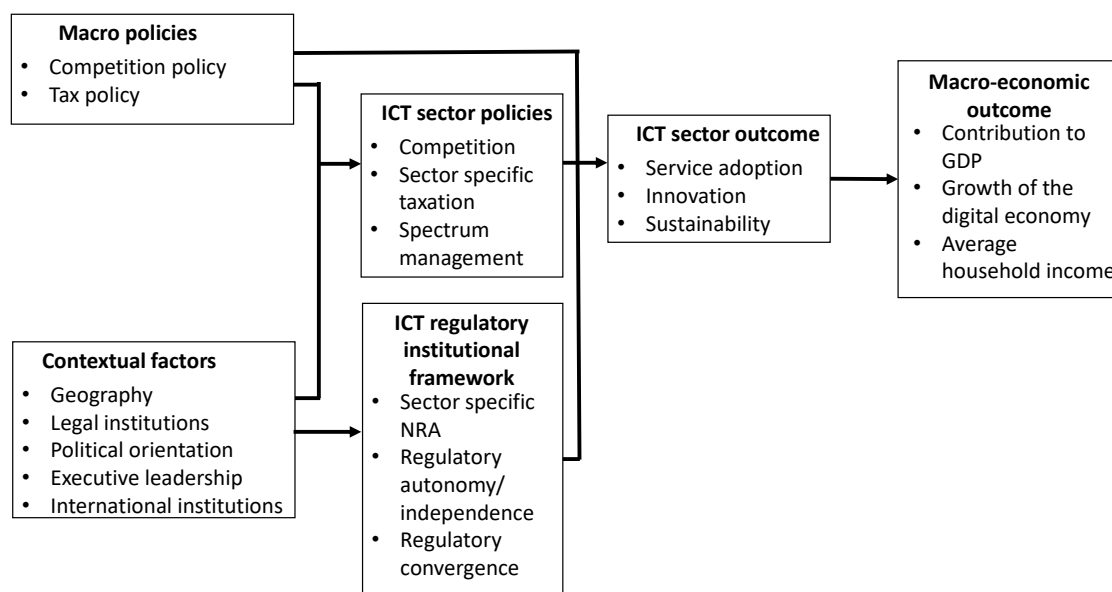 Macro policies
• Competition policy
• Tax policy
Contextual factors
• Geography
• Legal institutions
• Political orientation
• Executive leadership
• International institutions
ICT sector policies
• Competition
• Sector specific
taxation
• Spectrum
management
ICT regulatory
institutional
framework
• Sector specific
NRA
• Regulatory
autonomy/
independence
• Regulatory
convergence
ICT sector outcome
• Service adoption
• Innovation
• Sustainability
Macro-economic
outcome
• Contribution to
GDP
• Growth of the
digital economy
• Average
household income